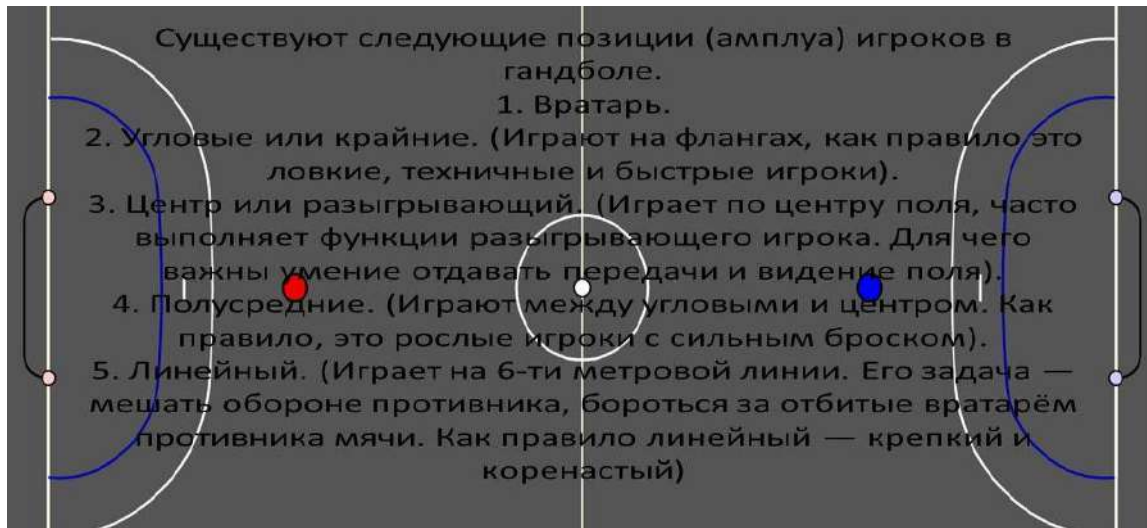 Существуют следующие позиции (амплуа) игроков в
гандболе.
1. Вратарь.
2. Угловые или крайние. (Играют на флангах, как правило это
ловкие, техничные и быстрые игроки).
3. Центр или разыгрывающий. (Играет по центру поля, часто
выполняет функции разыгрывающего игрока. Для чего
важны умение отдавать передачи и видение поля).
4. Полусредние. (Играют между угловыми и центром. Как
правило, это рослые игроки с сильным броском).
5. Линейный. (Играет на 6-ти метровой линии. Его задача —
мешать обороне противника, бороться за отбитые вратарём
противника мячи. Как правило линейный — крепкий и
коренастый)